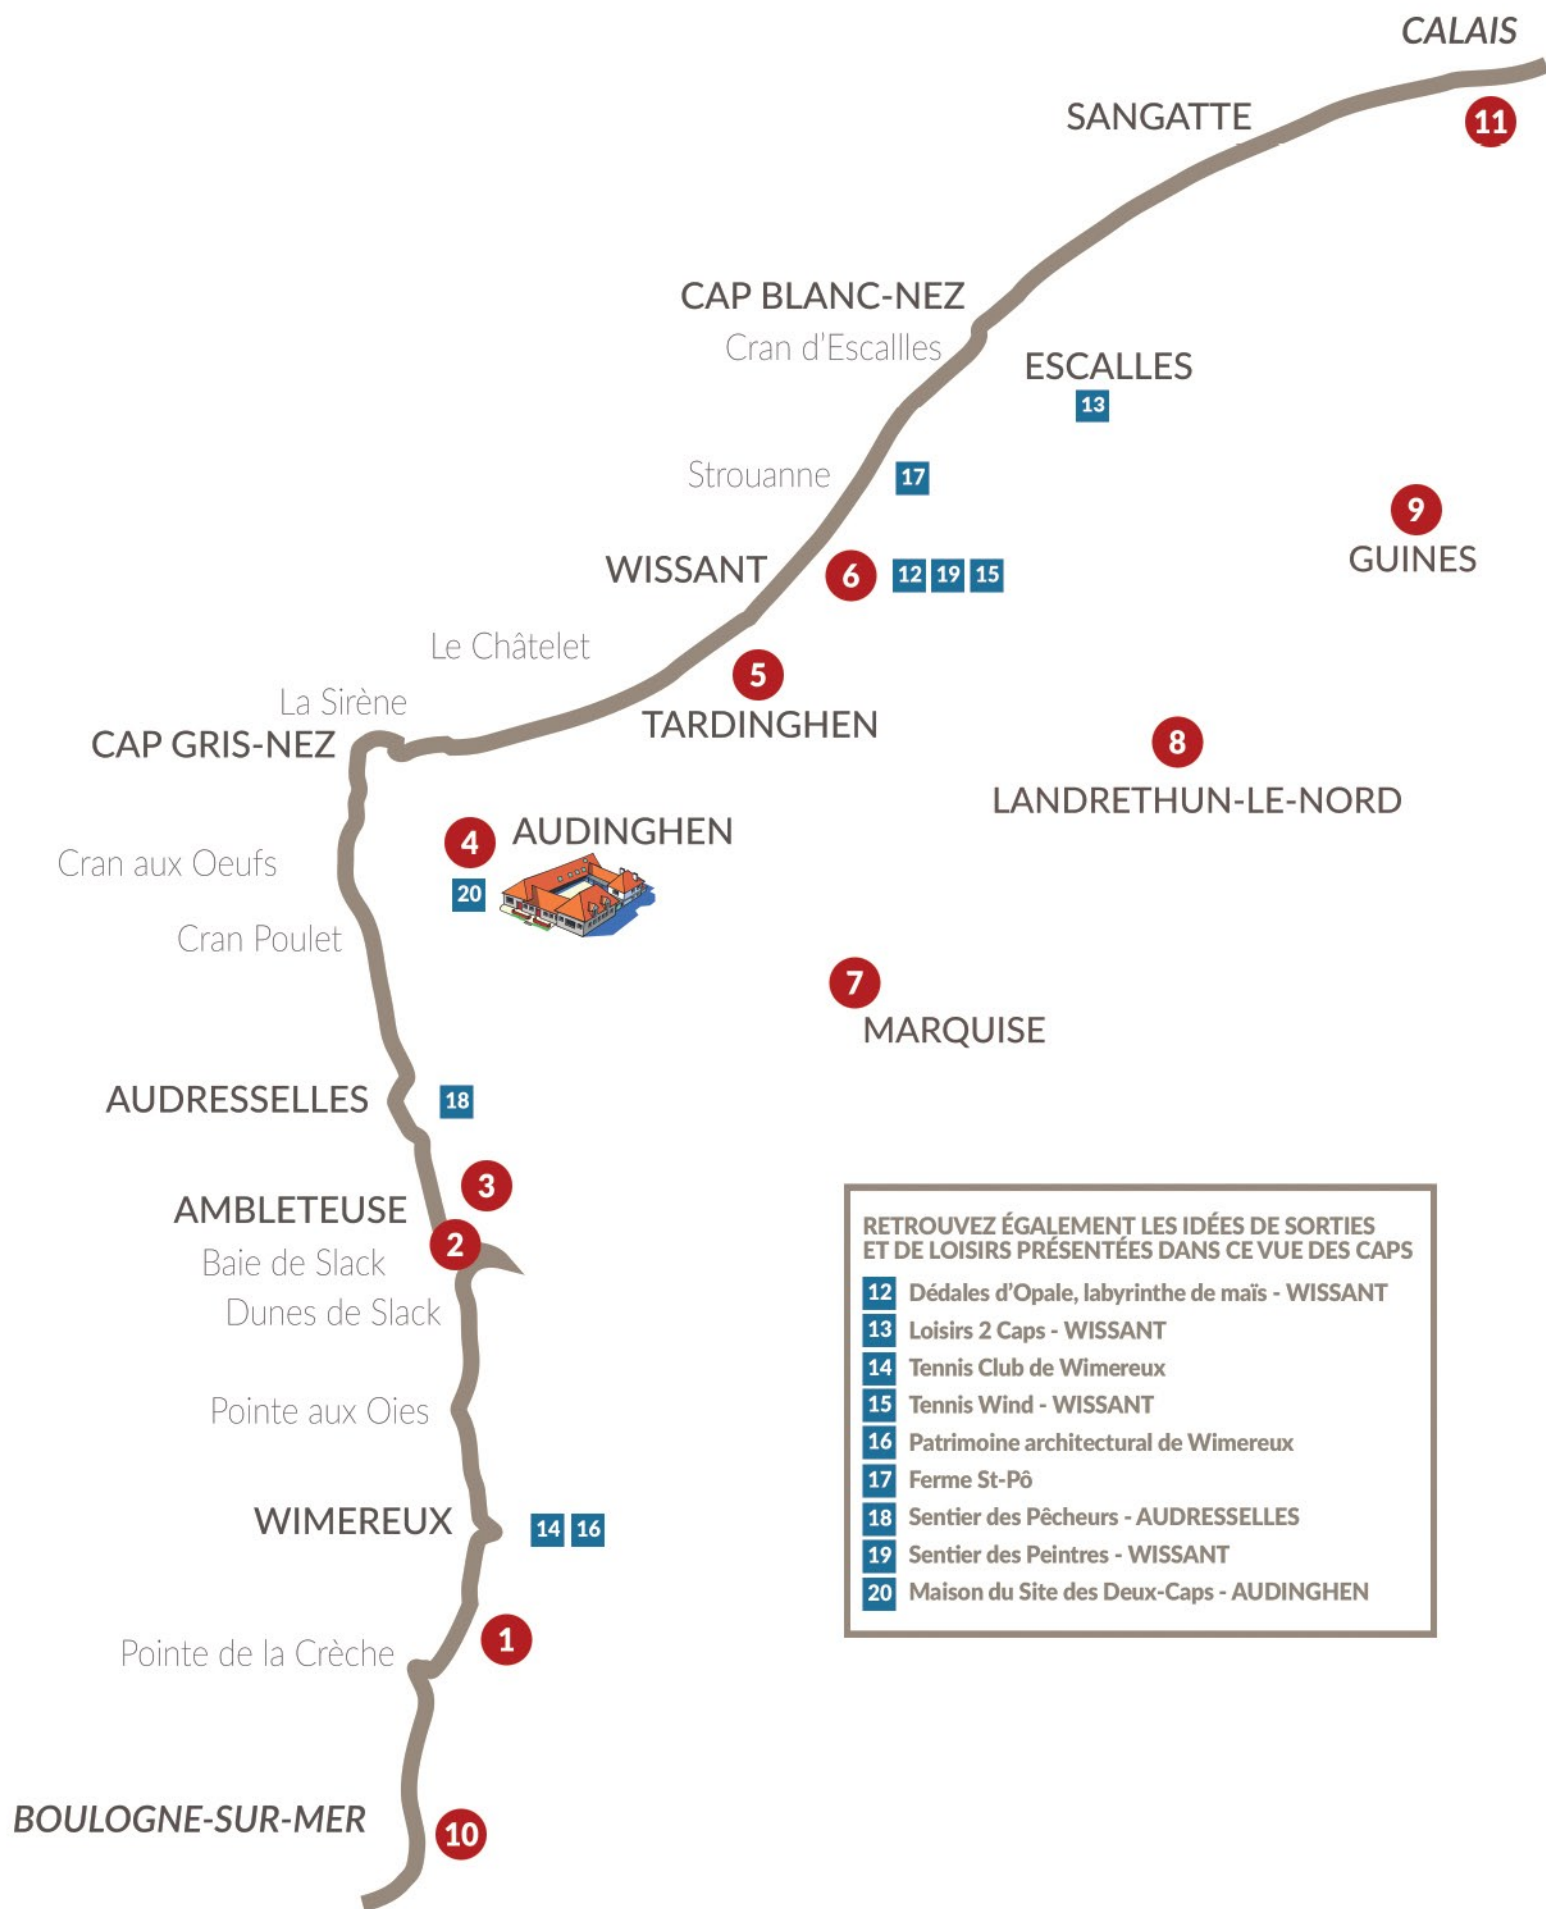 CALAIS
SANGATTE
11
CAP BLANC-NEZ
Cran d'Escallles
ESCALLES
13
Strouanne
17
9
GUINES
WISSANT
6
12 19 15
Le Châtelet
5
TARDINGHEN
La Sirène
CAP GRIS-NEZ
8
LANDRETHUN-LE-NORD
4
AUDINGHEN
20
Cran aux Oeufs
Cran Poulet
7
MARQUISE
AUDRESSELLES
18
3
AMBLETEUSE
2
Baie de Slack
Dunes de Slack
Pointe aux Oies
WIMEREUX
14 16
1
Pointe de la Crèche
BOULOGNE-SUR-MER
10
RETROUVEZ ÉGALEMENT LES IDÉES DE SORTIES
ET DE LOISIRS PRÉSENTÉES DANS CE VUE DES CAPS
12 Dédales d'Opale, labyrinthe de maïs - WISSANT
13 Loisirs 2 Caps - WISSANT
14 Tennis Club de Wimereux
15 Tennis Wind - WISSANT
16 Patrimoine architectural de Wimereux
17 Ferme St-Pô
18 Sentier des Pêcheurs - AUDRESSELLES
19 Sentier des Peintres - WISSANT
20 Maison du Site des Deux-Caps - AUDINGHEN